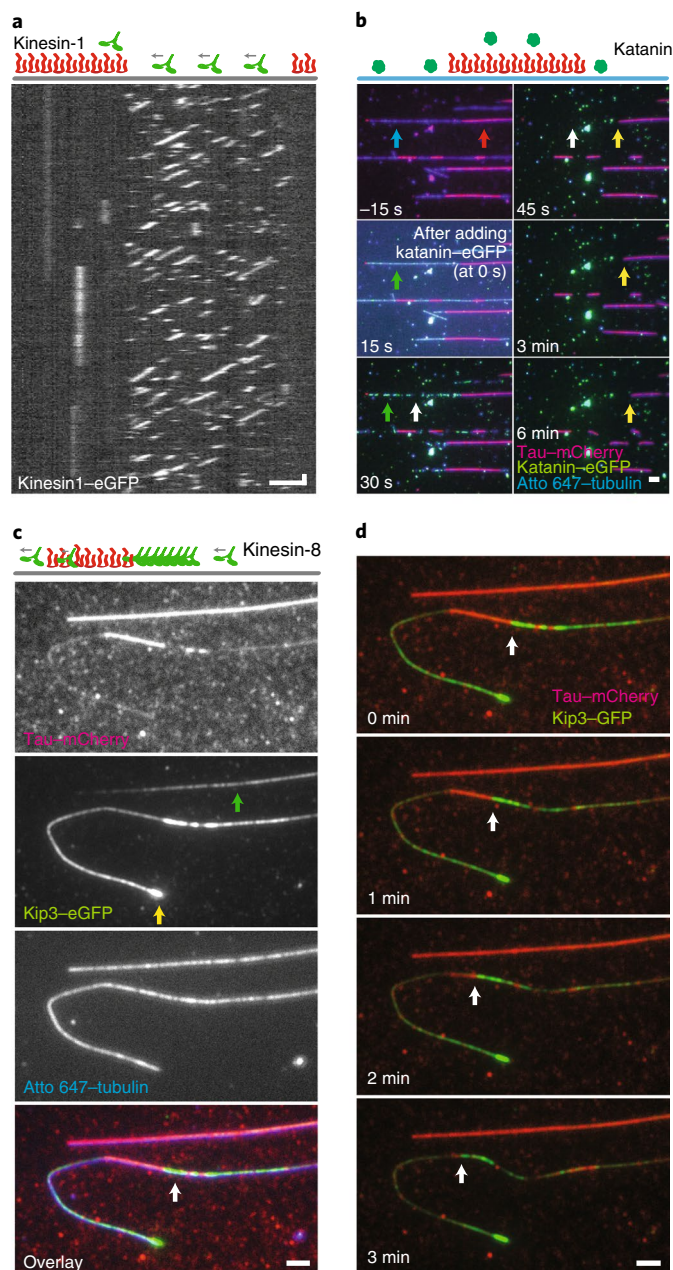 a
Kinesin-1
Kinesin1–eGFP
b
Katanin
–15 s
45 s
After adding
katanin–eGFP
(at 0 s)
15 s
3 min
30 s
6 min
Tau–mCherry
Katanin–eGFP
Atto 647–tubulin
c
Kinesin-8
Tau–mCherry
Kip3–eGFP
Atto 647–tubulin
Overlay
d
Tau–mCherry
Kip3–GFP
0 min
1 min
2 min
3 min